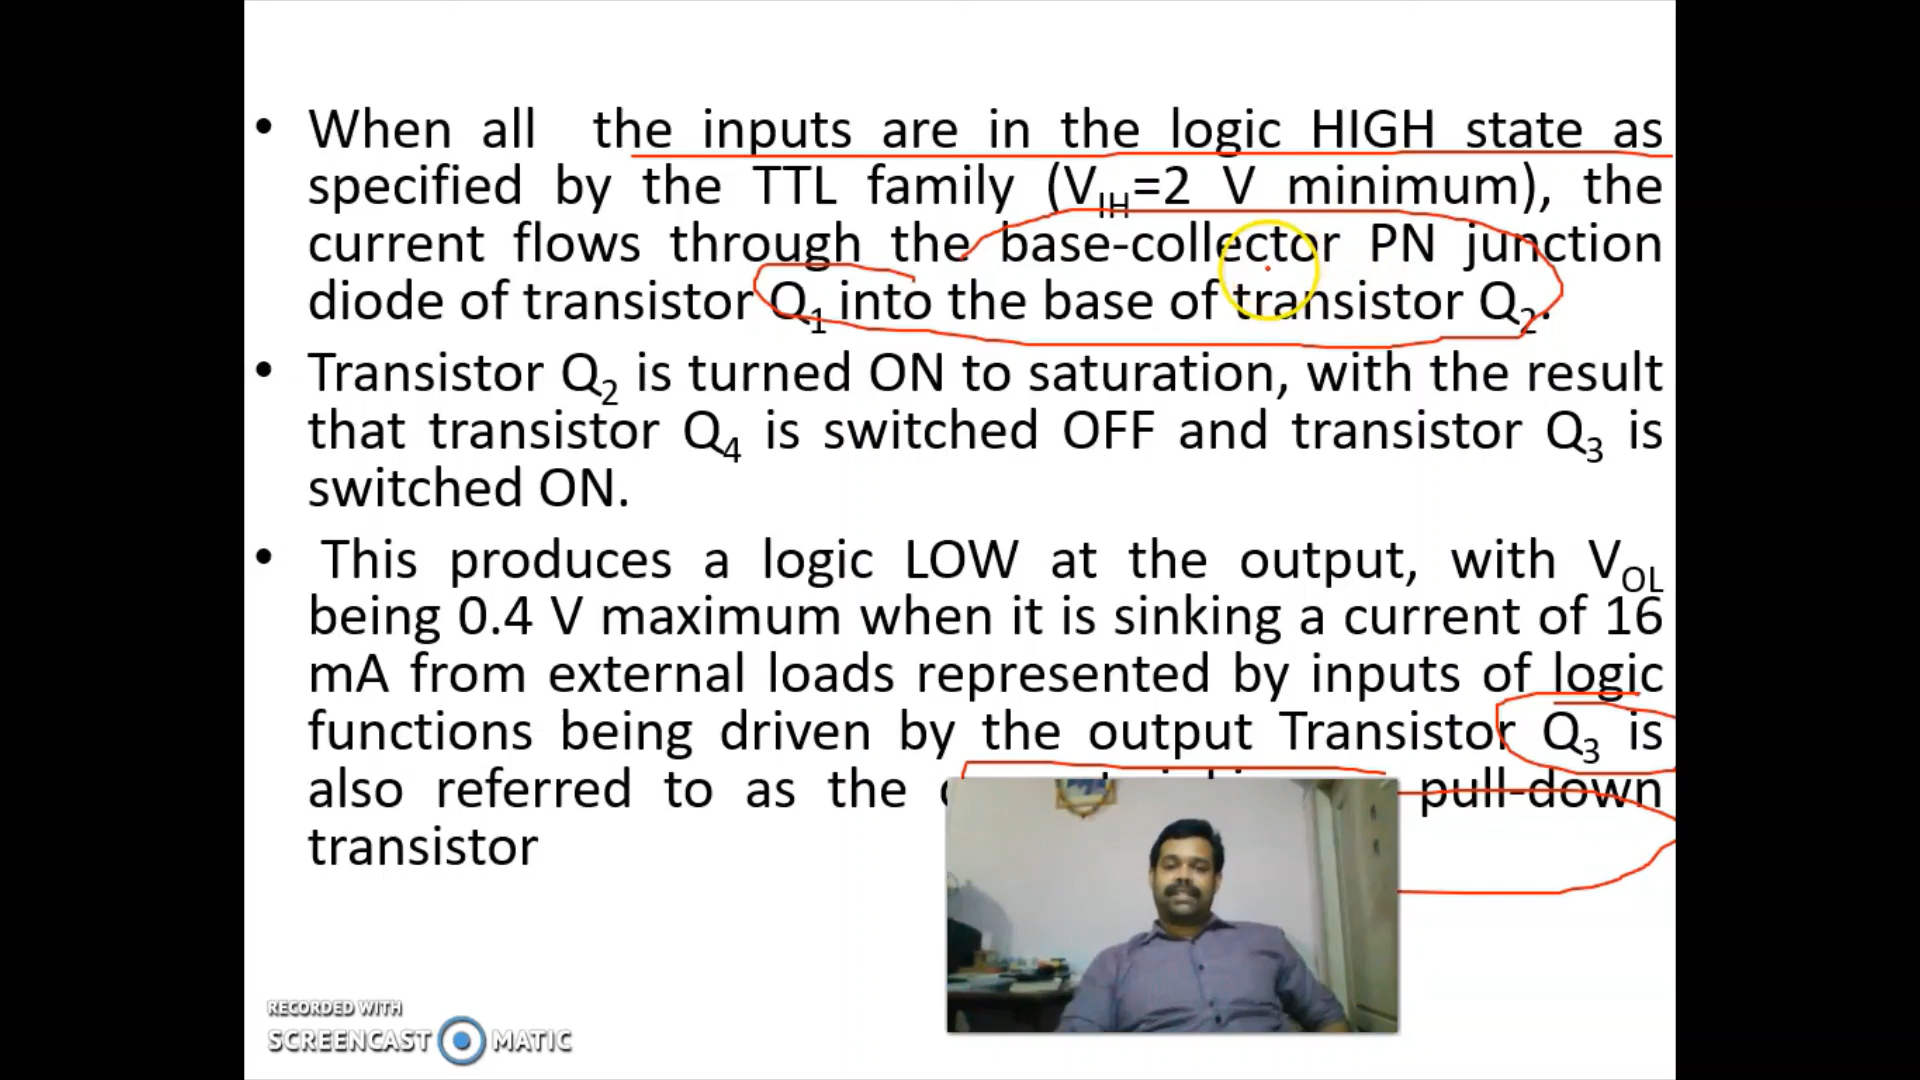 • When all the inputs are in the logic HIGH state as
specified by the TTL family (V_IH=2 V minimum), the
current flows through the base-collector PN junction
diode of transistor Q₁ into the base of transistor Q₂.
• Transistor Q₂ is turned ON to saturation, with the result
that transistor Q₄ is switched OFF and transistor Q₃ is
switched ON.
• This produces a logic LOW at the output, with V_OL
being 0.4 V maximum when it is sinking a current of 16
mA from external loads represented by inputs of logic
functions being driven by the output Transistor Q₃ is
also referred to as the pull-down
transistor
RECORDED WITH
SCREENCAST MATIC